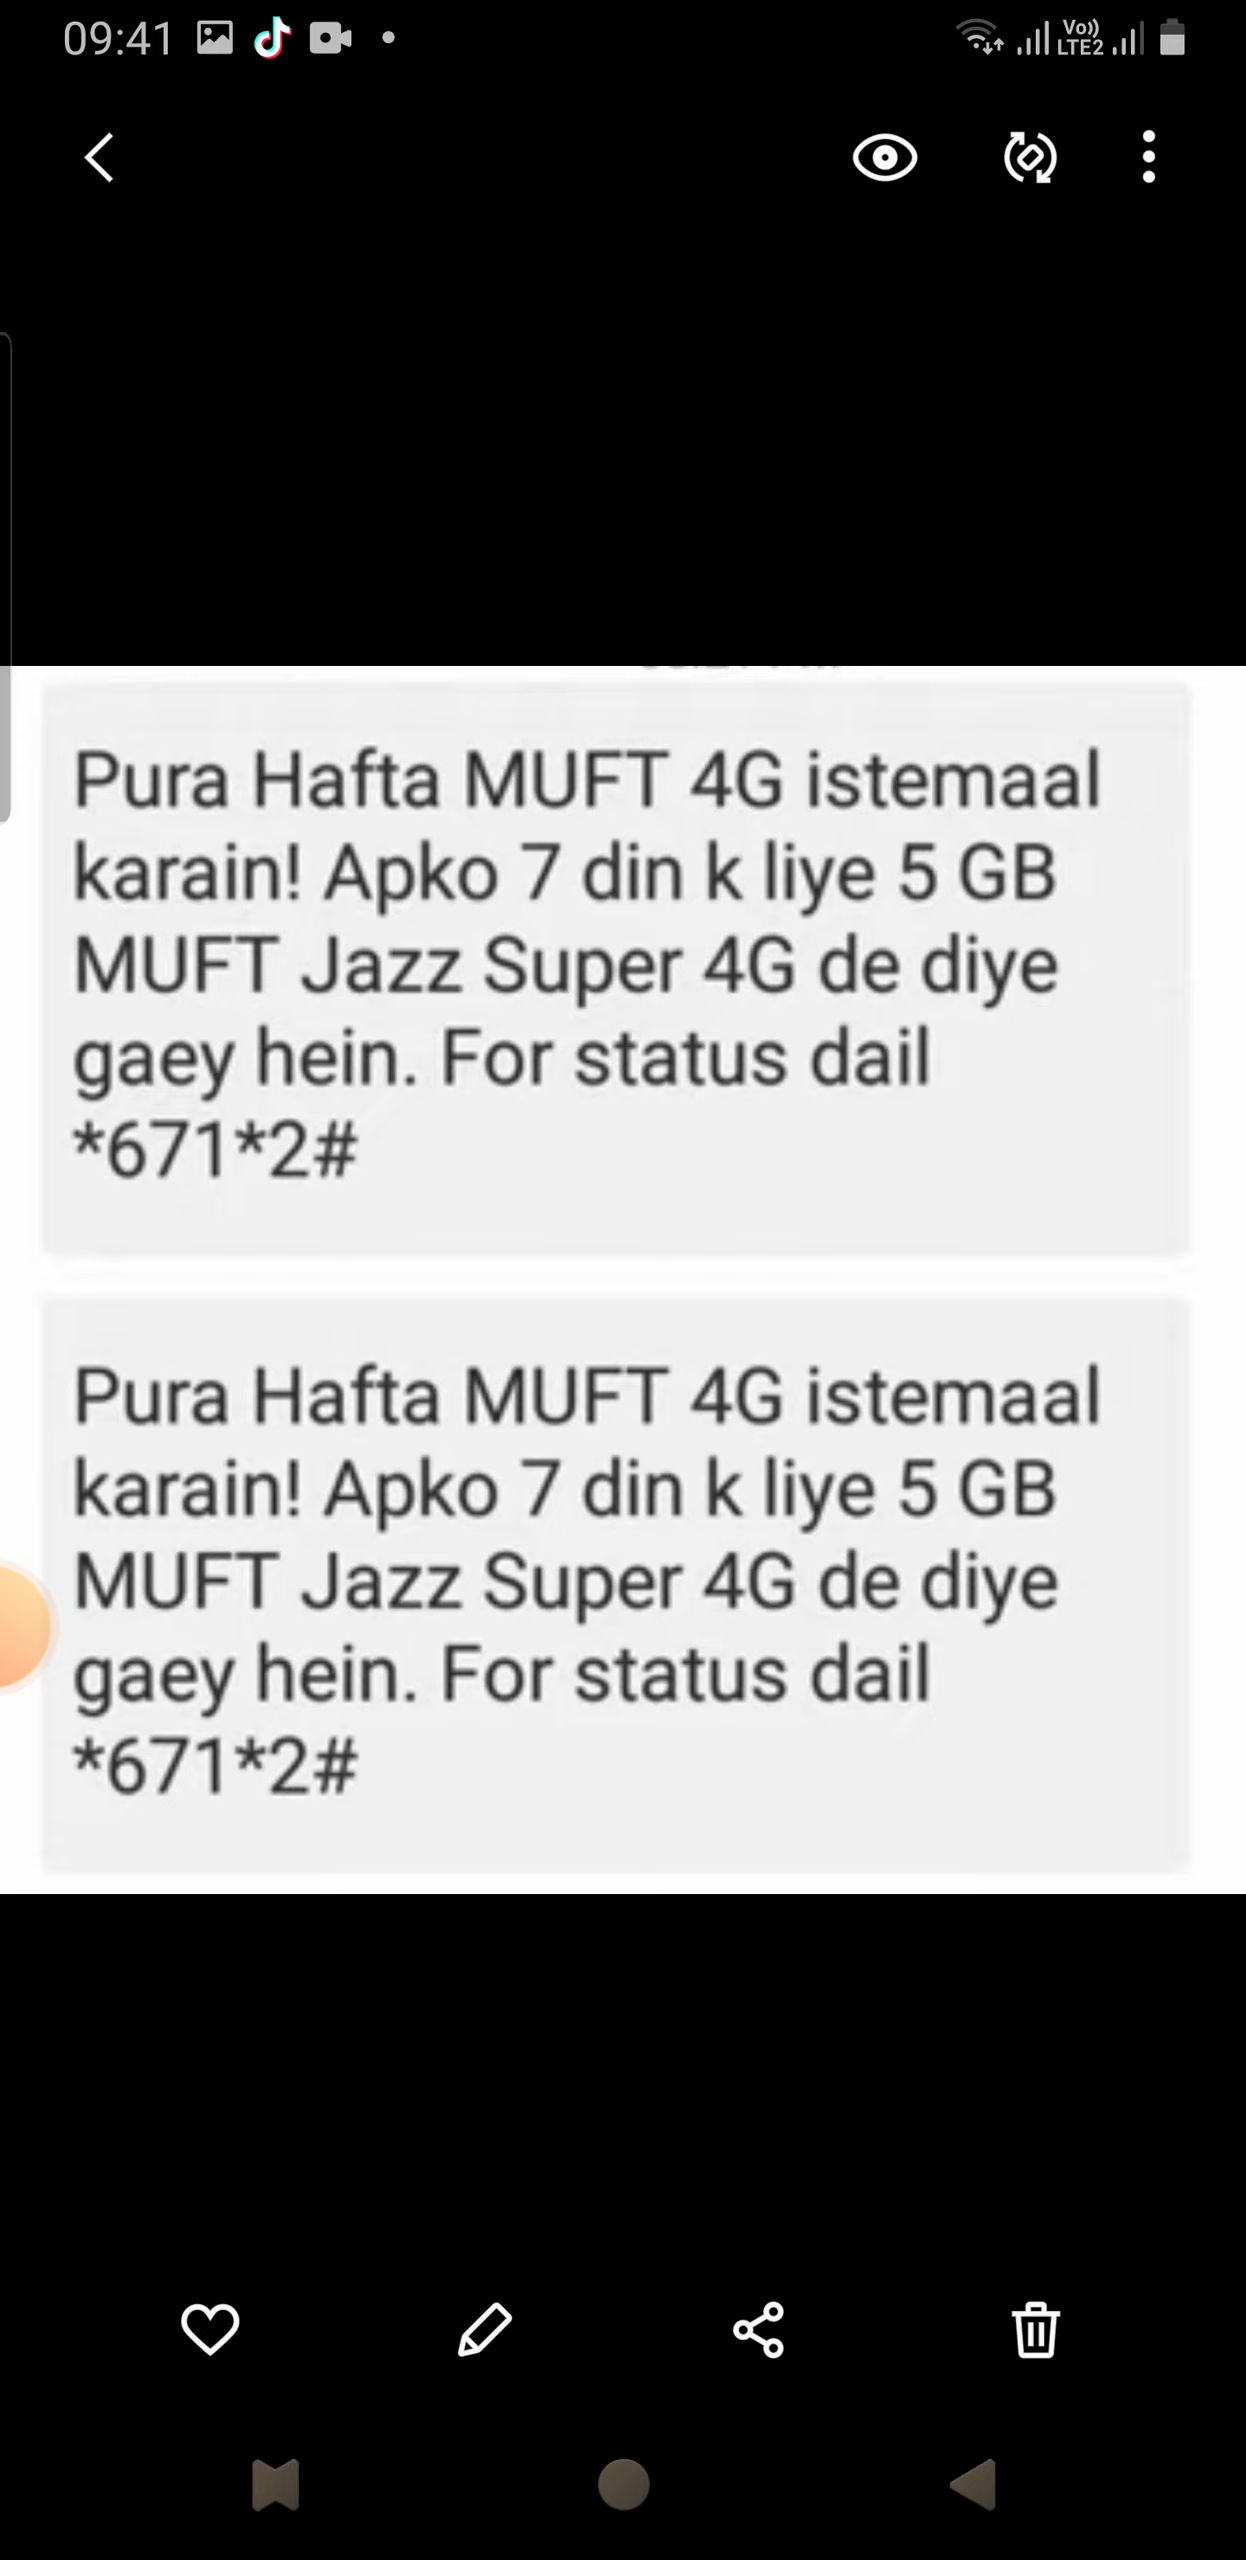 09:41
Vo))
LTE2
Pura Hafta MUFT 4G istemaal
karain! Apko 7 din k liye 5 GB
MUFT Jazz Super 4G de diye
gaey hein. For status dail
*671*2#
Pura Hafta MUFT 4G istemaal
karain! Apko 7 din k liye 5 GB
MUFT Jazz Super 4G de diye
gaey hein. For status dail
*671*2#